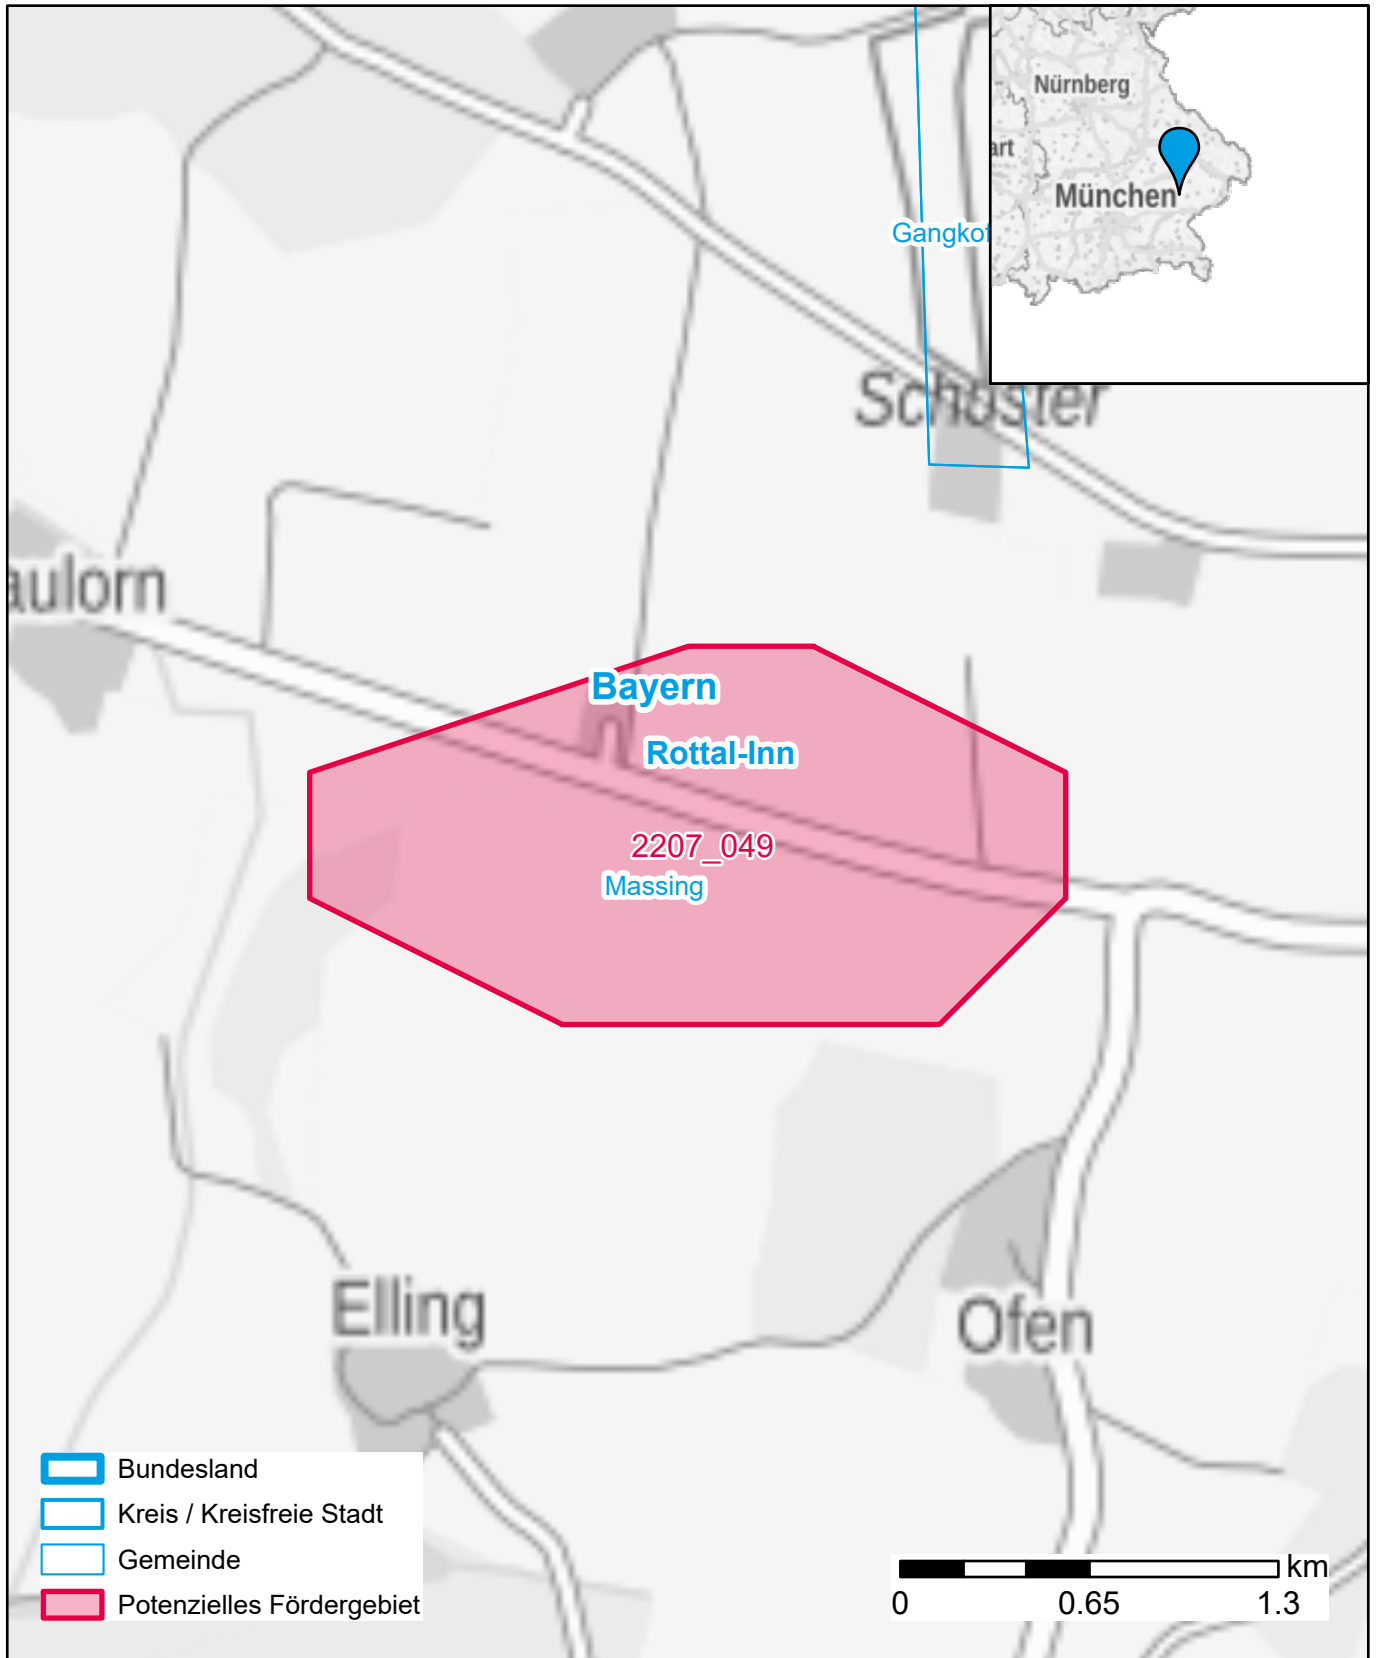 Nürnberg
art
München
Gangkof
Schuster
aulorn
Bayern
Rottal-Inn
2207_049
Massing
Elling
Ofen
Bundesland
Kreis / Kreisfreie Stadt
Gemeinde
Potenzielles Fördergebiet
km
0 0.65 1.3